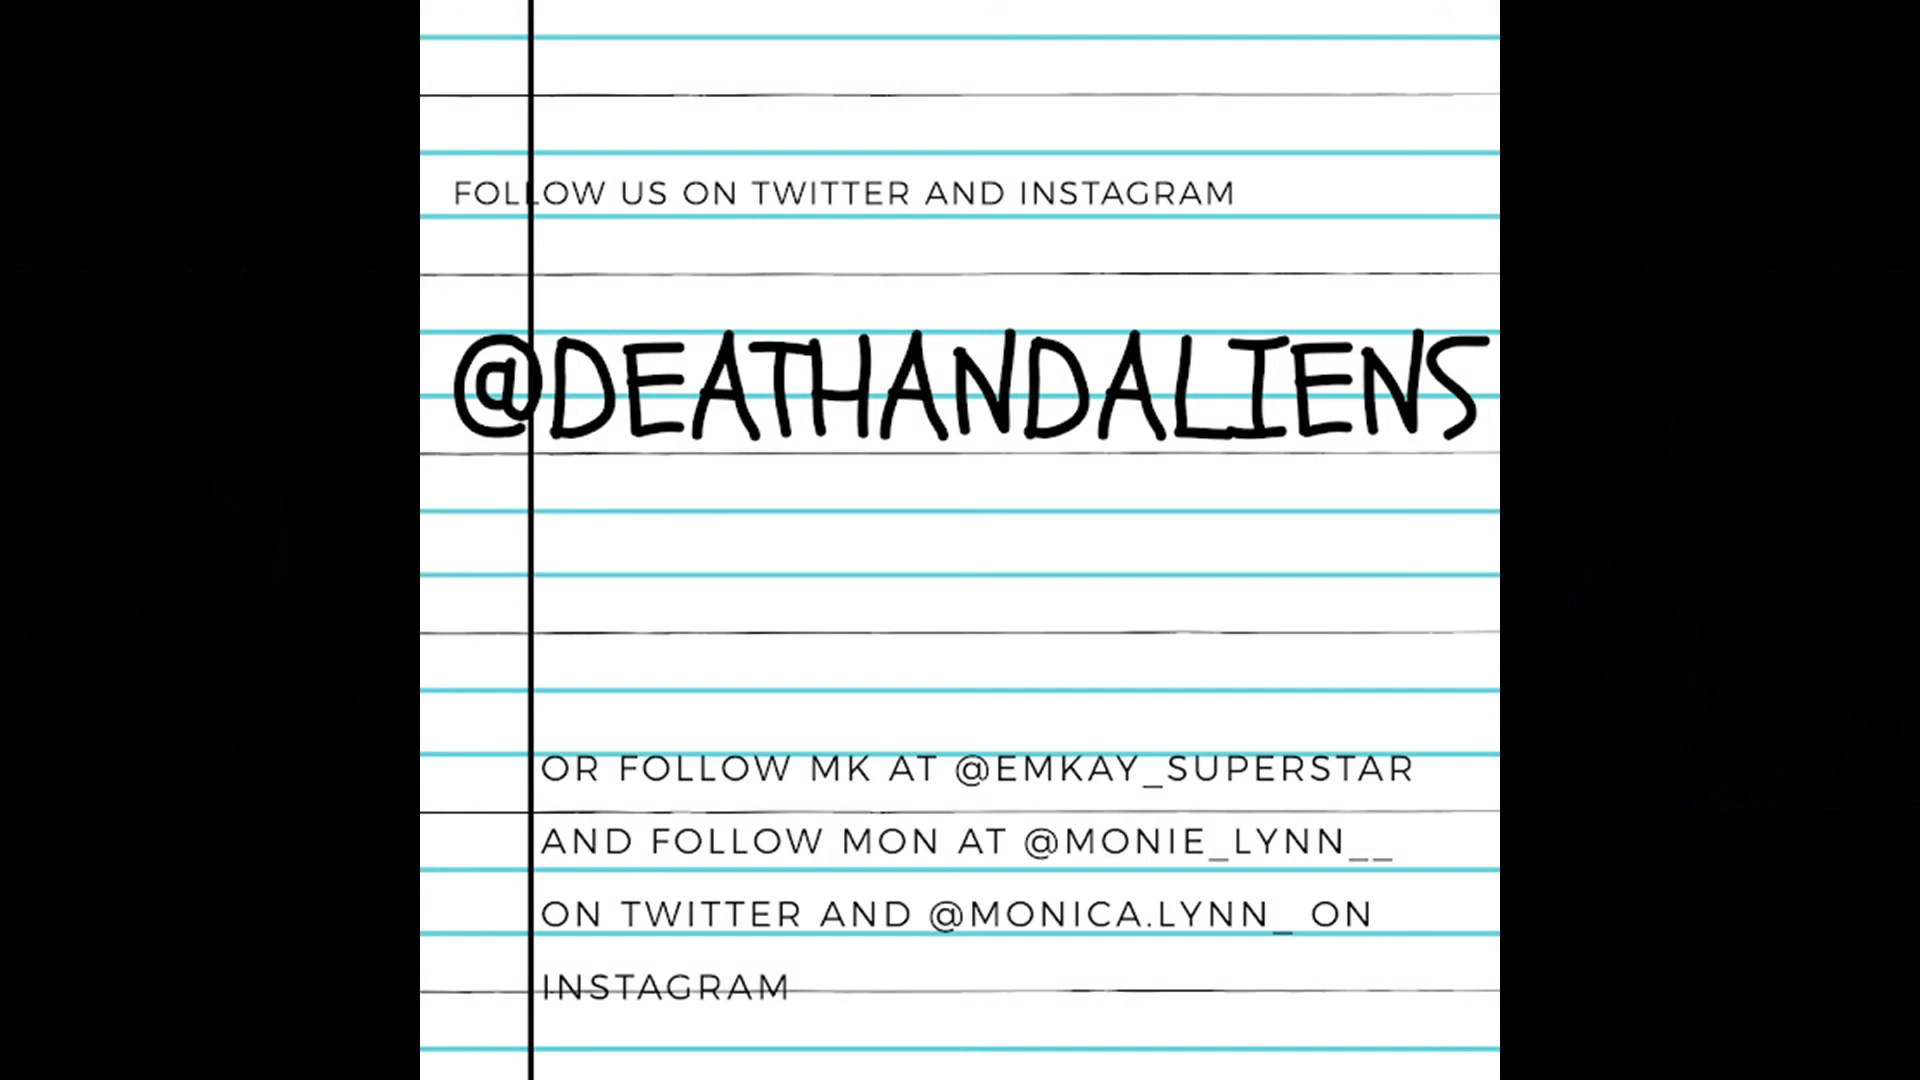 FOLLOW US ON TWITTER AND INSTAGRAM
@DEATHANDALIENS
OR FOLLOW MK AT @EMKAY_SUPERSTAR
AND FOLLOW MON AT @MONIE_LYNN__
ON TWITTER AND @MONICA.LYNN_ ON
INSTAGRAM